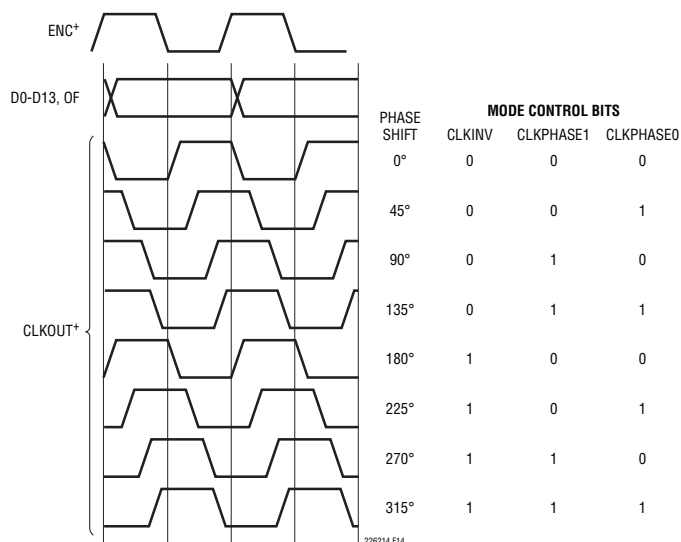 ENC+
D0-D13, OF
CLKOUT+
MODE CONTROL BITS
PHASE SHIFT CLKINV CLKPHASE1 CLKPHASE0
0° 0 0 0
45° 0 0 1
90° 0 1 0
135° 0 1 1
180° 1 0 0
225° 1 0 1
270° 1 1 0
315° 1 1 1
226214 F14